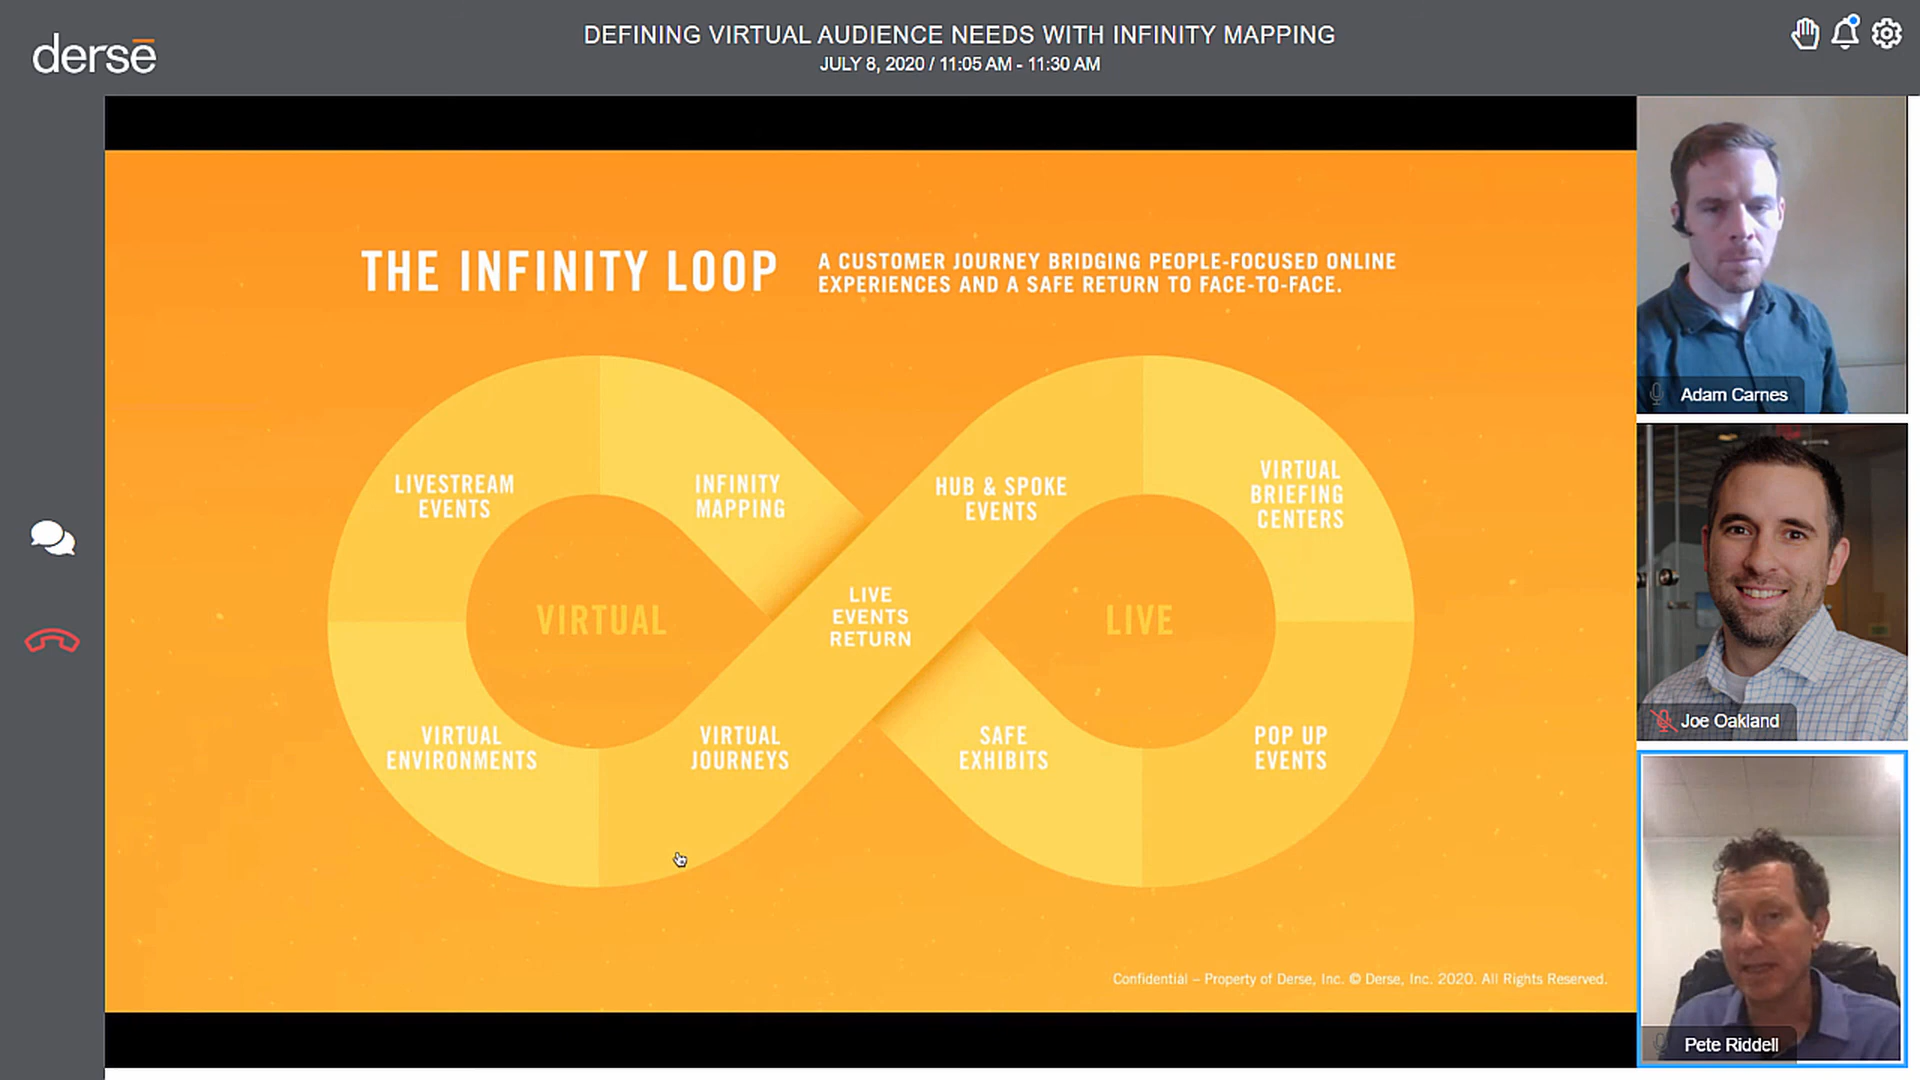 dersē
DEFINING VIRTUAL AUDIENCE NEEDS WITH INFINITY MAPPING
JULY 8, 2020 / 11:05 AM - 11:30 AM
THE INFINITY LOOP
A CUSTOMER JOURNEY BRIDGING PEOPLE-FOCUSED ONLINE
EXPERIENCES AND A SAFE RETURN TO FACE-TO-FACE.
LIVESTREAM
EVENTS
INFINITY
MAPPING
HUB & SPOKE
EVENTS
VIRTUAL
BRIEFING
CENTERS
VIRTUAL
LIVE
EVENTS
RETURN
LIVE
VIRTUAL
ENVIRONMENTS
VIRTUAL
JOURNEYS
SAFE
EXHIBITS
POP UP
EVENTS
Confidential – Property of Derse, Inc. © Derse, Inc. 2020. All Rights Reserved.
Adam Carnes
Joe Oakland
Pete Riddell